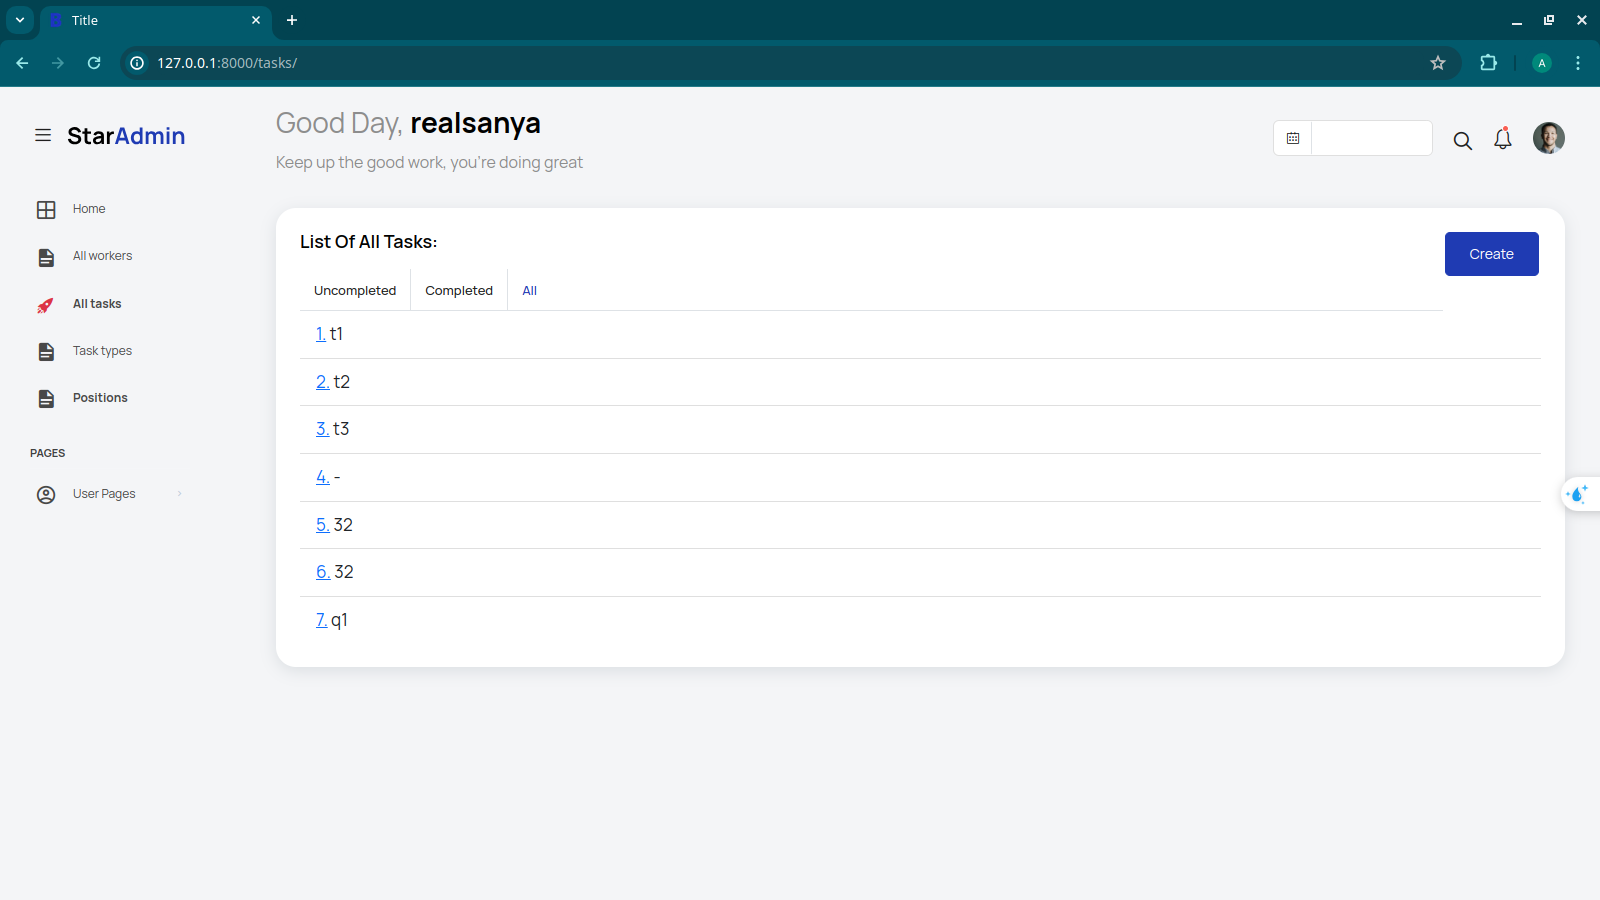 Title
127.0.0.1:8000/tasks/
A
StarAdmin
Good Day, realsanya
Keep up the good work, you're doing great
Home
All workers
All tasks
Task types
Positions
PAGES
User Pages
List Of All Tasks:
Create
Uncompleted
Completed
All
1. t1
2. t2
3. t3
4. -
5. 32
6. 32
7. q1